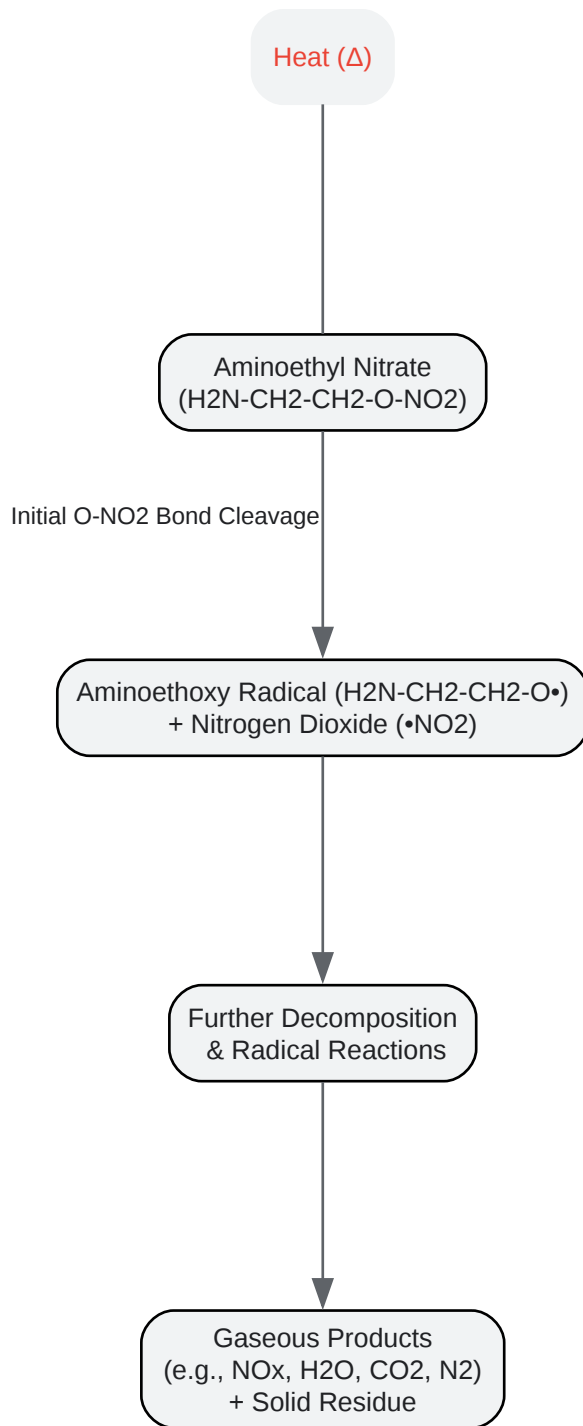 Heat (Δ)
Aminoethyl Nitrate
(H2N-CH2-CH2-O-NO2)
Initial O-NO2 Bond Cleavage
Aminoethoxy Radical (H2N-CH2-CH2-O•)
+ Nitrogen Dioxide (•NO2)
Further Decomposition
& Radical Reactions
Gaseous Products
(e.g., NOx, H2O, CO2, N2)
+ Solid Residue